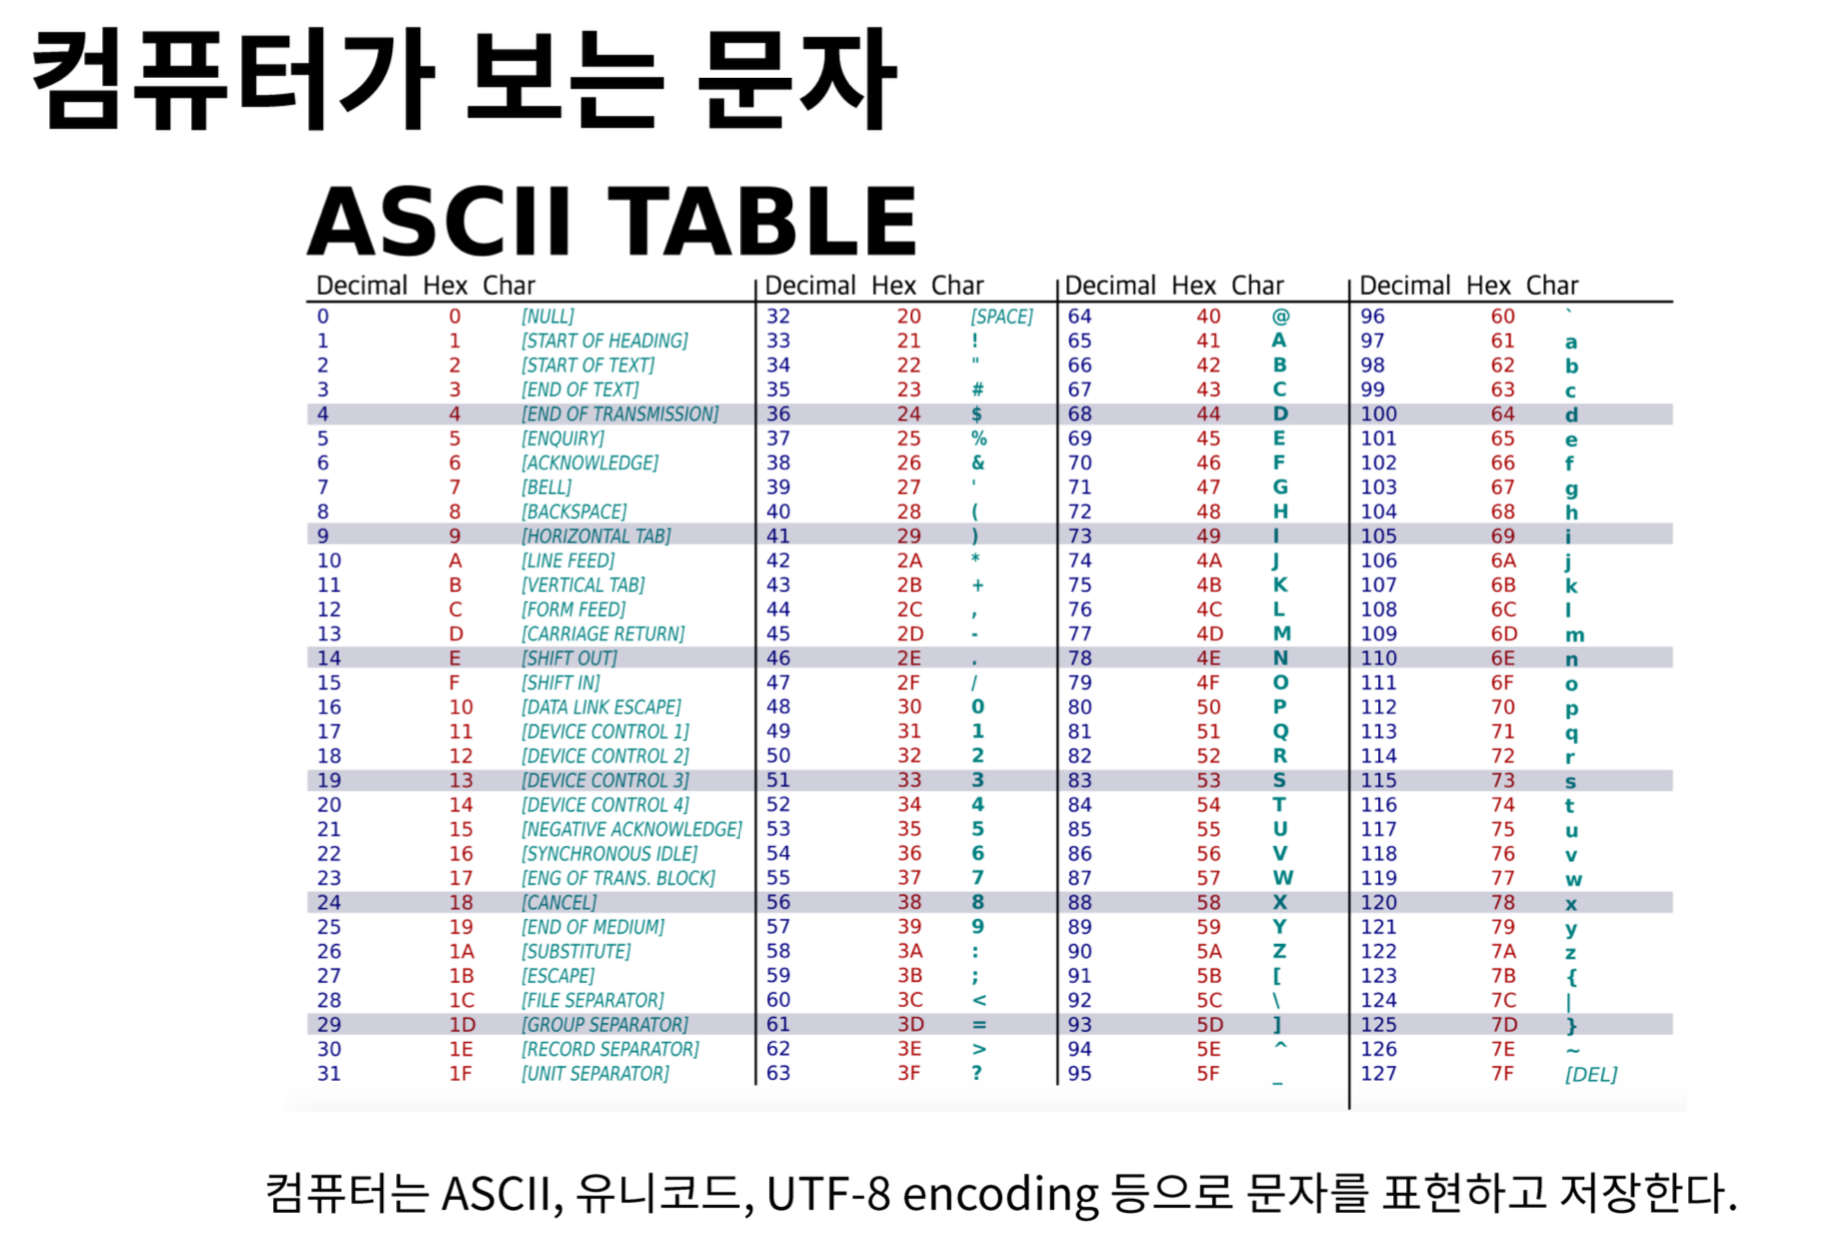 컴퓨터가 보는 문자
ASCII TABLE
Decimal Hex Char Decimal Hex Char Decimal Hex Char Decimal Hex Char
0 0 [NULL] 32 20 [SPACE] 64 40 @ 96 60 `
1 1 [START OF HEADING] 33 21 ! 65 41 A 97 61 a
2 2 [START OF TEXT] 34 22 " 66 42 B 98 62 b
3 3 [END OF TEXT] 35 23 # 67 43 C 99 63 c
4 4 [END OF TRANSMISSION] 36 24 $ 68 44 D 100 64 d
5 5 [ENQUIRY] 37 25 % 69 45 E 101 65 e
6 6 [ACKNOWLEDGE] 38 26 & 70 46 F 102 66 f
7 7 [BELL] 39 27 ' 71 47 G 103 67 g
8 8 [BACKSPACE] 40 28 ( 72 48 H 104 68 h
9 9 [HORIZONTAL TAB] 41 29 ) 73 49 I 105 69 i
10 A [LINE FEED] 42 2A * 74 4A J 106 6A j
11 B [VERTICAL TAB] 43 2B + 75 4B K 107 6B k
12 C [FORM FEED] 44 2C , 76 4C L 108 6C l
13 D [CARRIAGE RETURN] 45 2D - 77 4D M 109 6D m
14 E [SHIFT OUT] 46 2E . 78 4E N 110 6E n
15 F [SHIFT IN] 47 2F / 79 4F O 111 6F o
16 10 [DATA LINK ESCAPE] 48 30 0 80 50 P 112 70 p
17 11 [DEVICE CONTROL 1] 49 31 1 81 51 Q 113 71 q
18 12 [DEVICE CONTROL 2] 50 32 2 82 52 R 114 72 r
19 13 [DEVICE CONTROL 3] 51 33 3 83 53 S 115 73 s
20 14 [DEVICE CONTROL 4] 52 34 4 84 54 T 116 74 t
21 15 [NEGATIVE ACKNOWLEDGE] 53 35 5 85 55 U 117 75 u
22 16 [SYNCHRONOUS IDLE] 54 36 6 86 56 V 118 76 v
23 17 [ENG OF TRANS. BLOCK] 55 37 7 87 57 W 119 77 w
24 18 [CANCEL] 56 38 8 88 58 X 120 78 x
25 19 [END OF MEDIUM] 57 39 9 89 59 Y 121 79 y
26 1A [SUBSTITUTE] 58 3A : 90 5A Z 122 7A z
27 1B [ESCAPE] 59 3B ; 91 5B [ 123 7B {
28 1C [FILE SEPARATOR] 60 3C < 92 5C \ 124 7C |
29 1D [GROUP SEPARATOR] 61 3D = 93 5D ] 125 7D }
30 1E [RECORD SEPARATOR] 62 3E > 94 5E ^ 126 7E ~
31 1F [UNIT SEPARATOR] 63 3F ? 95 5F _ 127 7F [DEL]
컴퓨터는 ASCII, 유니코드, UTF-8 encoding 등으로 문자를 표현하고 저장한다.